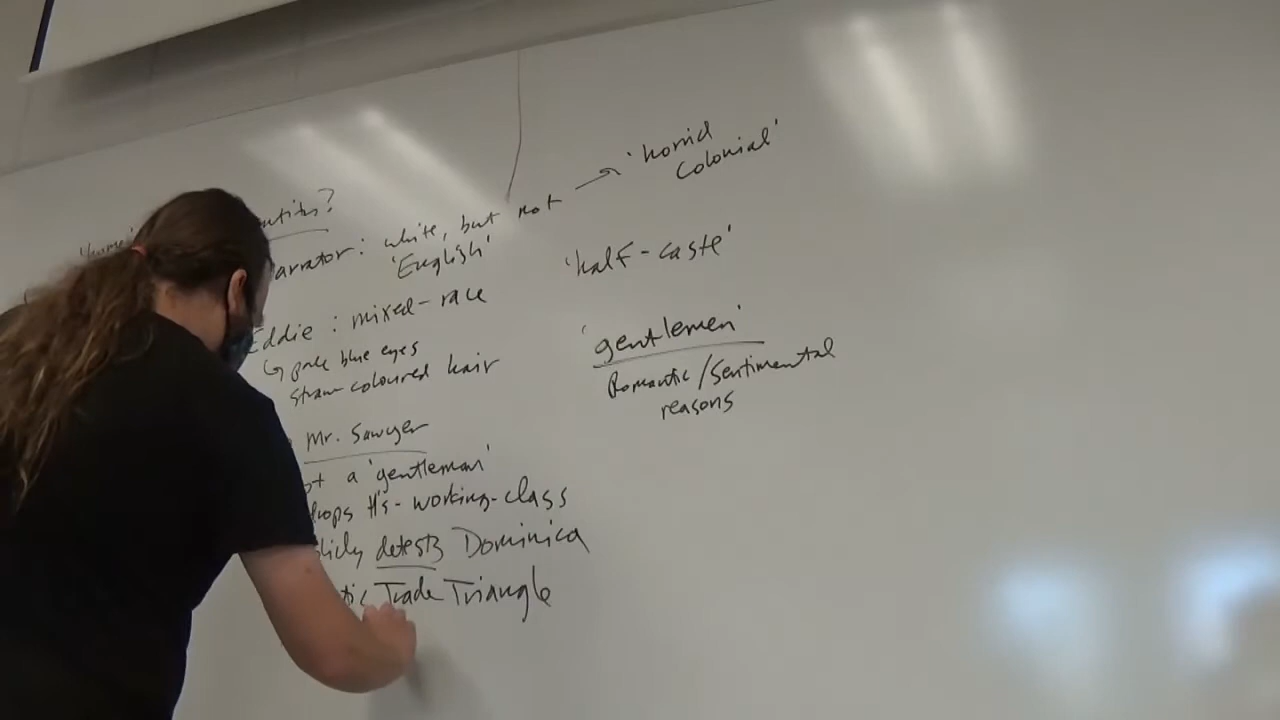 narrator: white, but not
'English'
'horrid
Colonial'
'half-caste'
Eddie: mixed-race
↳ pale blue eyes
straw-coloured hair
'gentlemen'
Romantic/Sentimental
reasons
Mr. Sawyer
a 'gentleman'
drops H's - working-class
detests Dominica
Trade Triangle